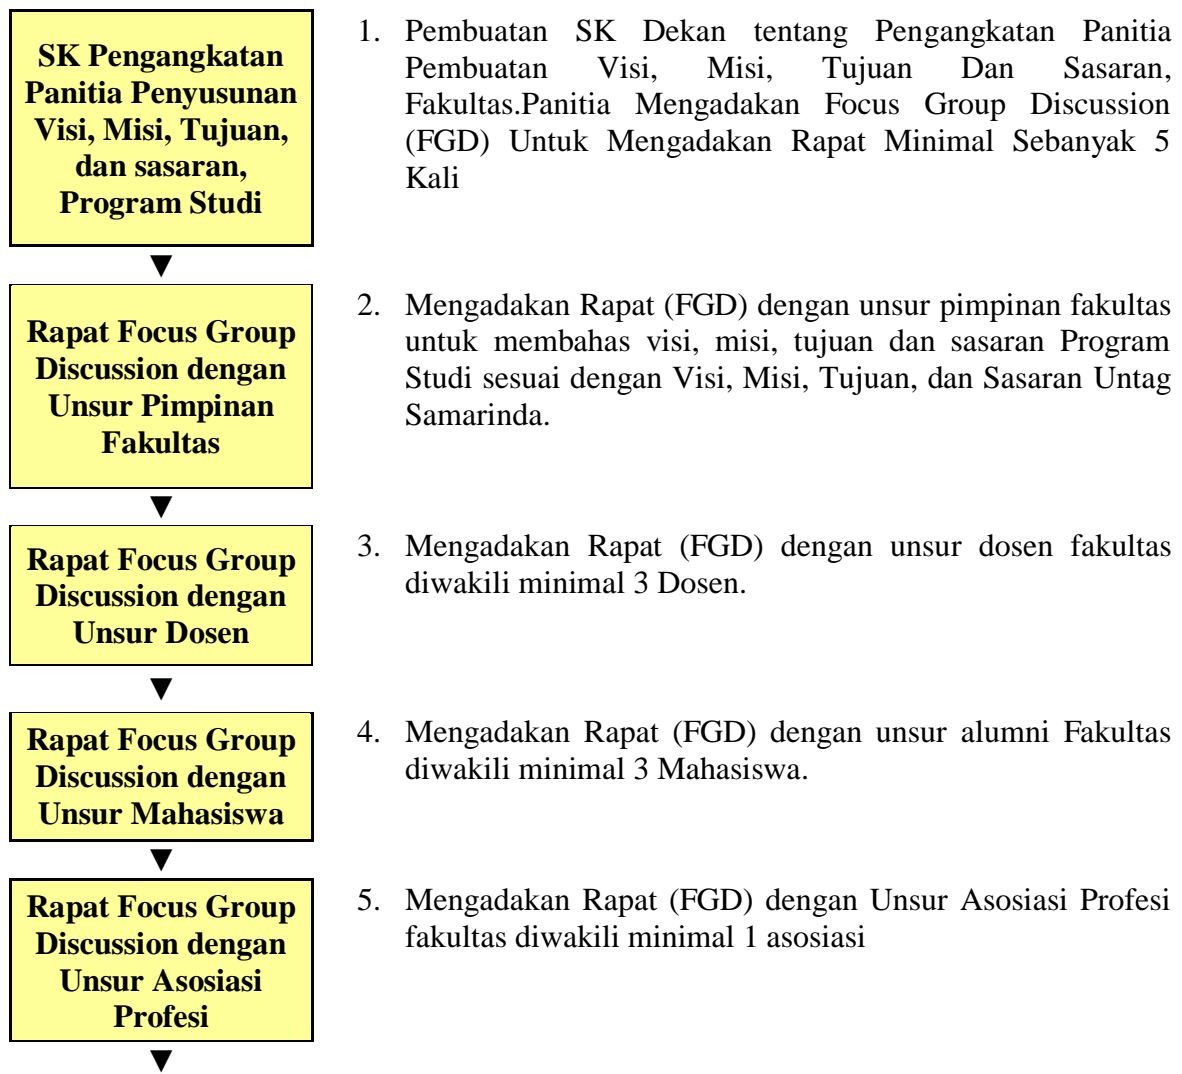 SK Pengangkatan
Panitia Penyusunan
Visi, Misi, Tujuan,
dan sasaran,
Program Studi
1. Pembuatan SK Dekan tentang Pengangkatan Panitia
Pembuatan Visi, Misi, Tujuan Dan Sasaran,
Fakultas.Panitia Mengadakan Focus Group Discussion
(FGD) Untuk Mengadakan Rapat Minimal Sebanyak 5
Kali
Rapat Focus Group
Discussion dengan
Unsur Pimpinan
Fakultas
2. Mengadakan Rapat (FGD) dengan unsur pimpinan fakultas
untuk membahas visi, misi, tujuan dan sasaran Program
Studi sesuai dengan Visi, Misi, Tujuan, dan Sasaran Untag
Samarinda.
Rapat Focus Group
Discussion dengan
Unsur Dosen
3. Mengadakan Rapat (FGD) dengan unsur dosen fakultas
diwakili minimal 3 Dosen.
Rapat Focus Group
Discussion dengan
Unsur Mahasiswa
4. Mengadakan Rapat (FGD) dengan unsur alumni Fakultas
diwakili minimal 3 Mahasiswa.
Rapat Focus Group
Discussion dengan
Unsur Asosiasi
Profesi
5. Mengadakan Rapat (FGD) dengan Unsur Asosiasi Profesi
fakultas diwakili minimal 1 asosiasi